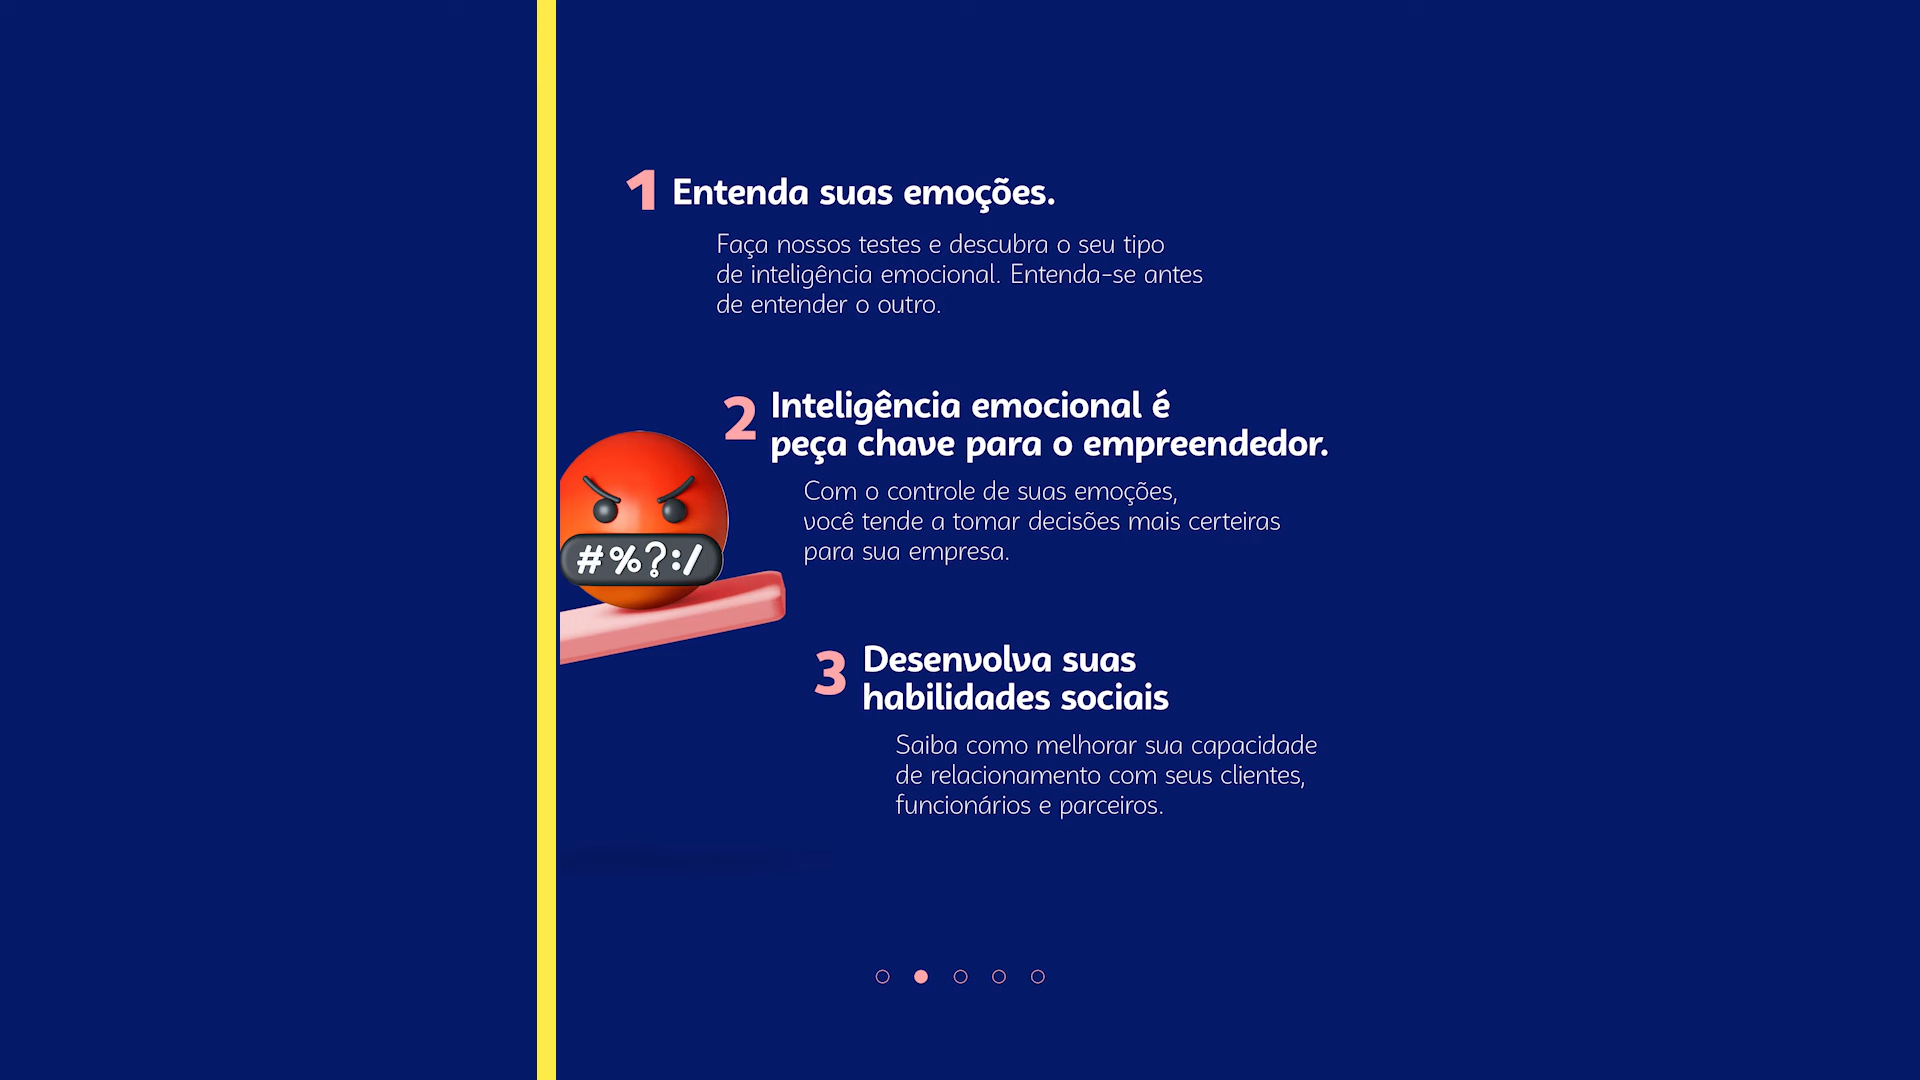 1 Entenda suas emoções.
Faça nossos testes e descubra o seu tipo
de inteligência emocional. Entenda-se antes
de entender o outro.
2 Inteligência emocional é
peça chave para o empreendedor.
Com o controle de suas emoções,
você tende a tomar decisões mais certeiras
para sua empresa.
#%?:/
3 Desenvolva suas
habilidades sociais
Saiba como melhorar sua capacidade
de relacionamento com seus clientes,
funcionários e parceiros.